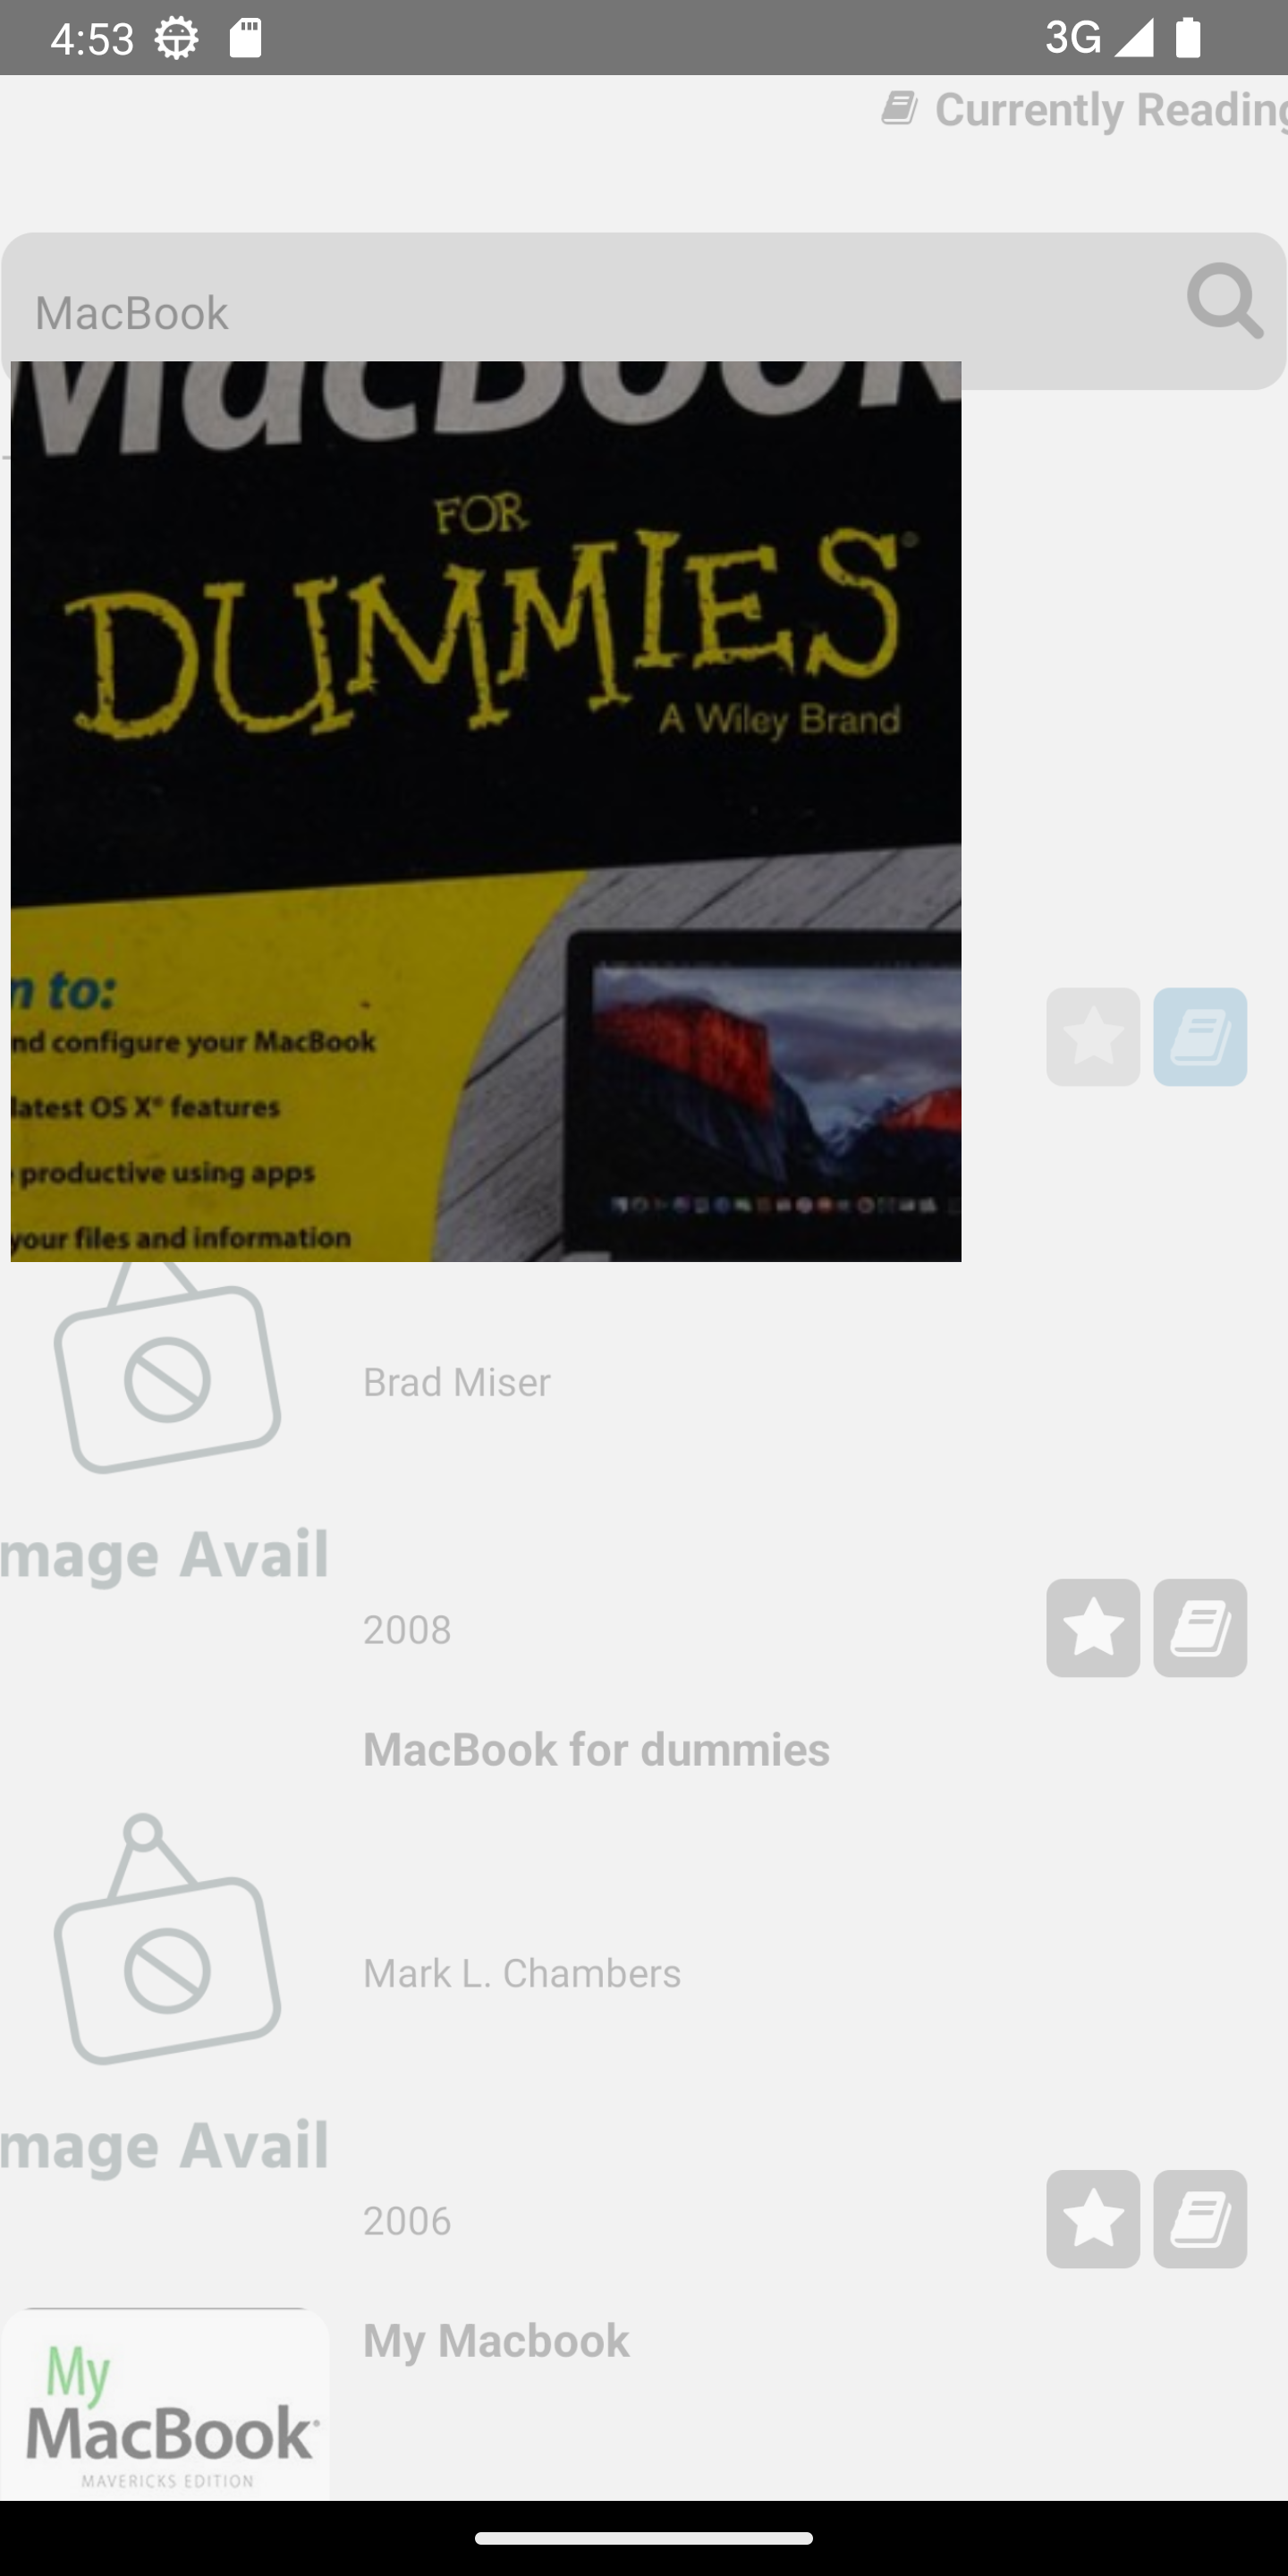 4:53
3G
Currently Reading
MacBook
MacBook
FOR
DUMMIES®
A Wiley Brand
n to:
nd configure your MacBook
latest OS X® features
productive using apps
your files and information
Brad Miser
mage Avail
2008
MacBook for dummies
Mark L. Chambers
mage Avail
2006
My Macbook
My
MacBook®
MAVERICKS EDITION